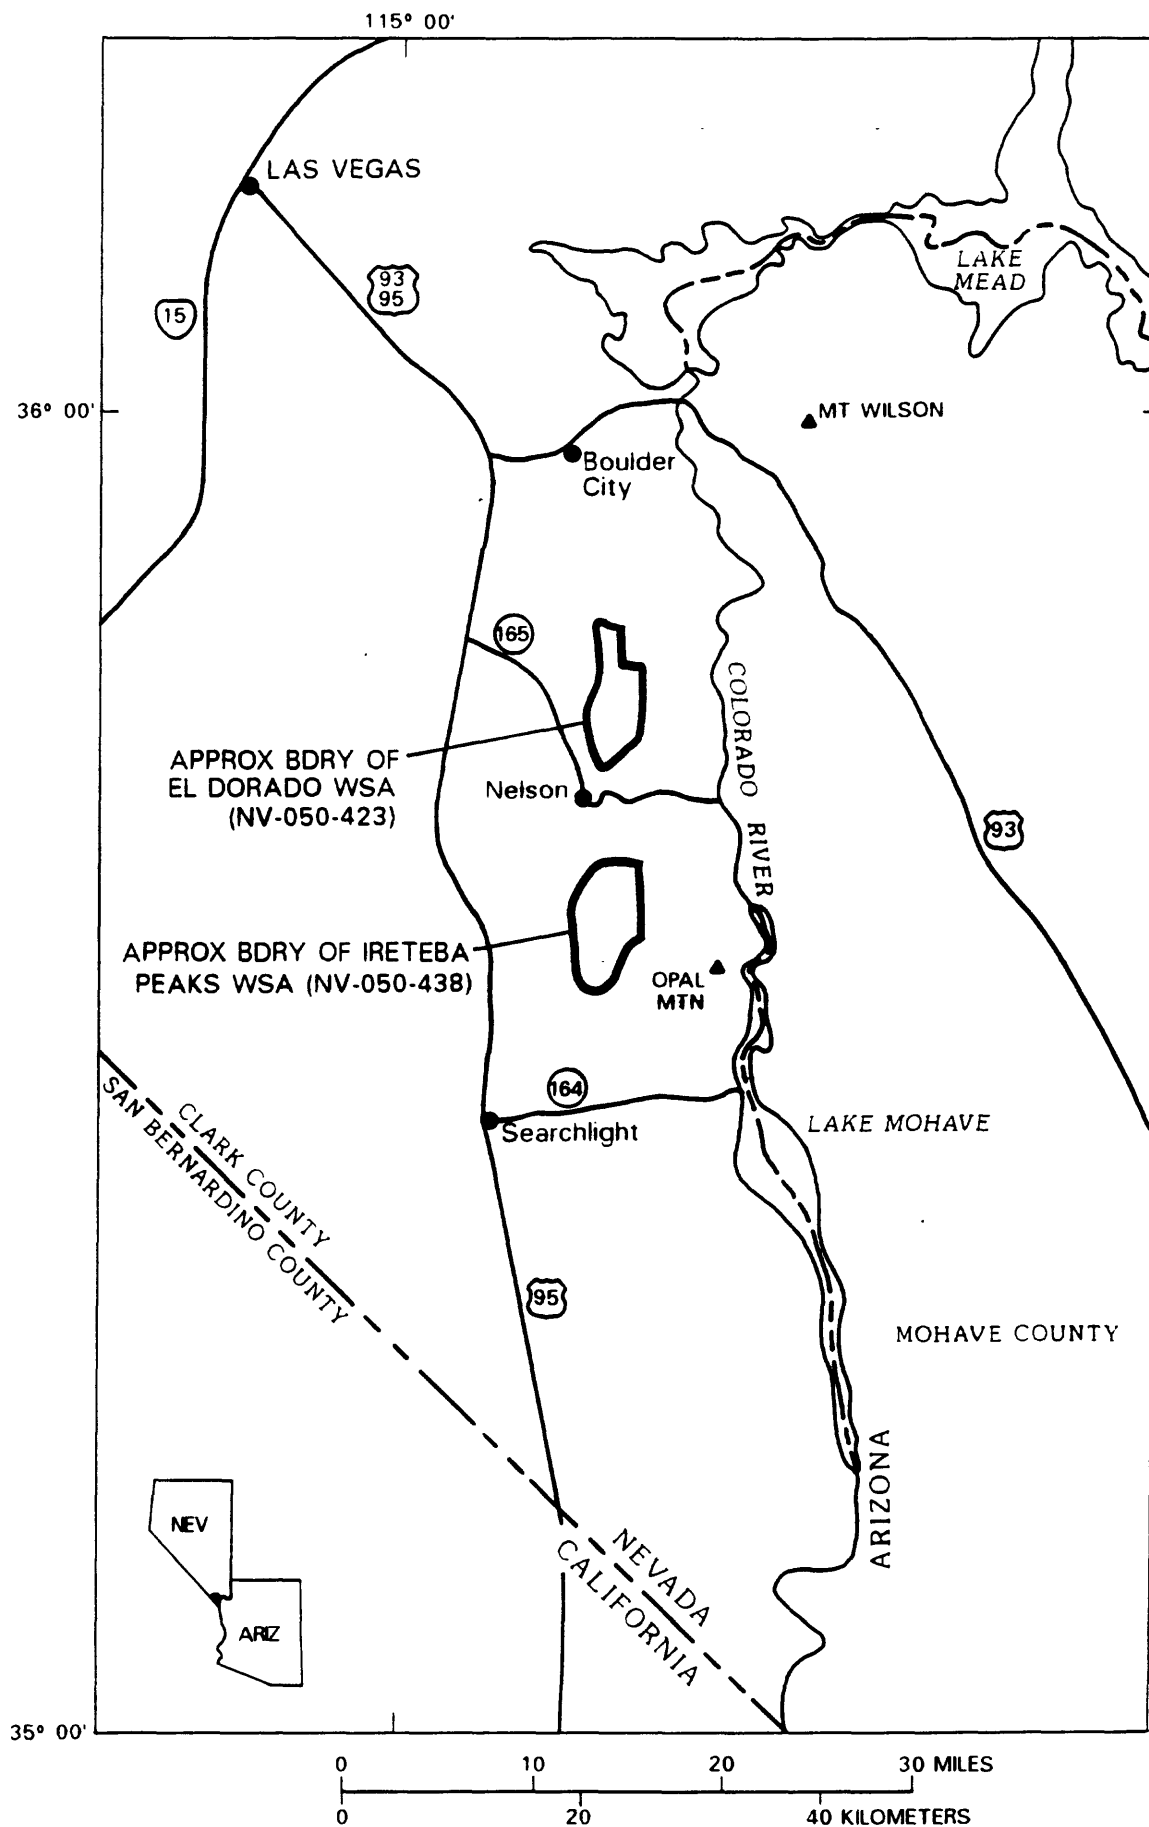 115° 00'
LAS VEGAS
93
95
15
LAKE
MEAD
36° 00'
MT WILSON
Boulder
City
165
COLORADO RIVER
APPROX BDRY OF
EL DORADO WSA
(NV-050-423)
Nelson
93
APPROX BDRY OF IRETEBA
PEAKS WSA (NV-050-438)
OPAL
MTN
164
Searchlight
LAKE MOHAVE
CLARK COUNTY
SAN BERNARDINO COUNTY
95
MOHAVE COUNTY
ARIZONA
NEVADA
CALIFORNIA
NEV
ARIZ
35° 00'
0 10 20 30 MILES
0 20 40 KILOMETERS